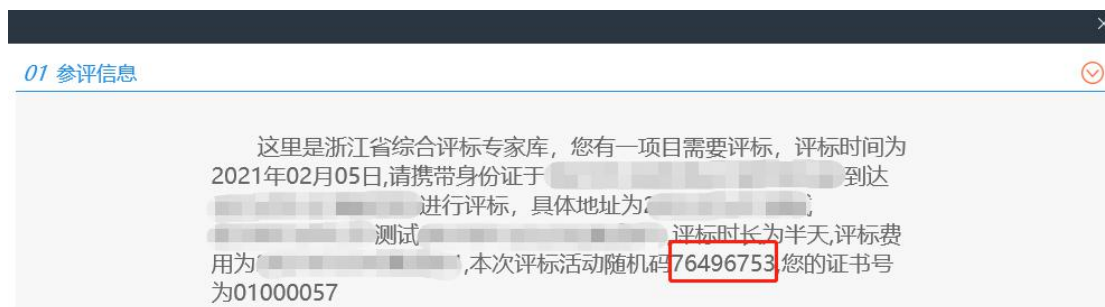 01 参评信息
这里是浙江省综合评标专家库，您有一项目需要评标，评标时间为
2021年02月05日,请携带身份证于 到达
进行评标，具体地址为
测试 ,评标时长为半天,评标费
用为 ,本次评标活动随机码76496753,您的证书号
为01000057